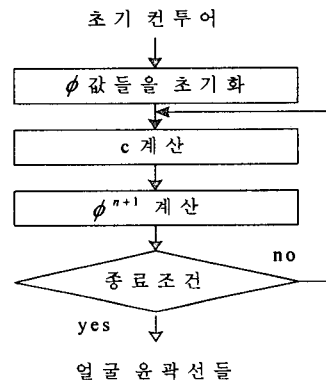 초기 컨투어
ϕ 값들을 초기화
c 계산
ϕⁿ⁺¹ 계산
종료조건
no
yes
얼굴 윤곽선들